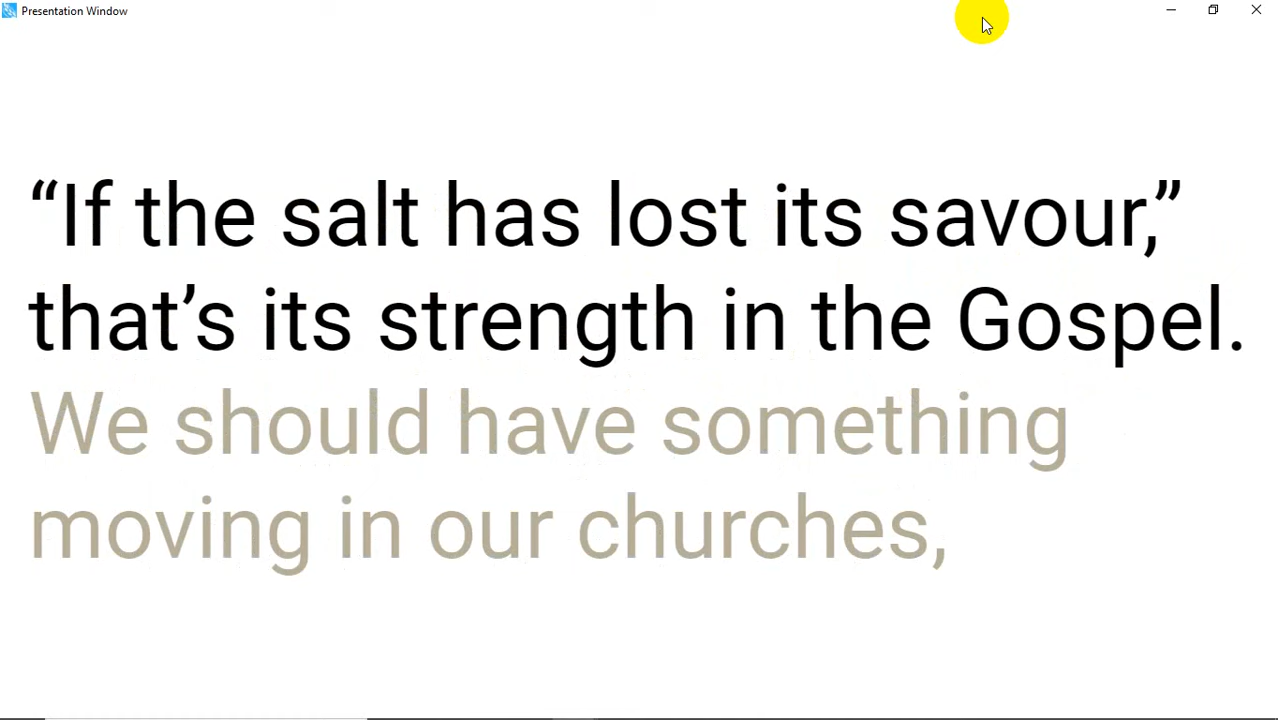 Presentation Window
“If the salt has lost its savour,”
that’s its strength in the Gospel.
We should have something
moving in our churches,